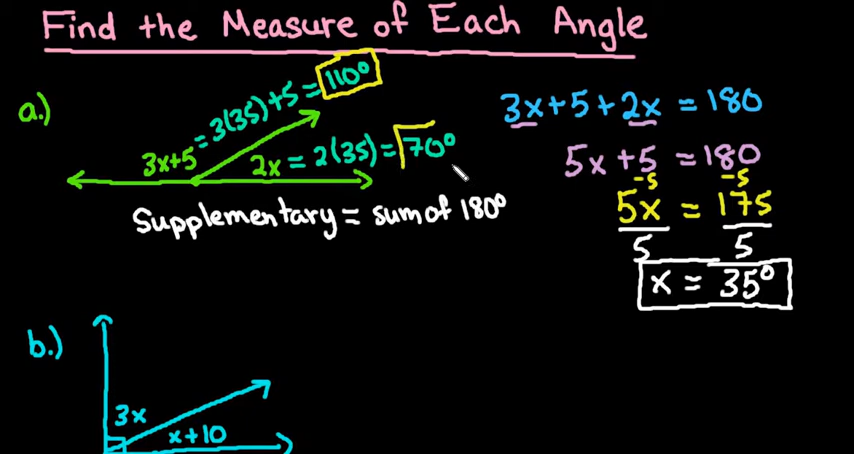 Find the Measure of Each Angle
a.)
3x+5 = 3(35)+5 = 110°
2x = 2(35) = 70°
Supplementary = sum of 180°
3x+5+2x = 180
5x+5 = 180
-5 -5
5x = 175
5 5
x = 35°
b.)
3x
x+10